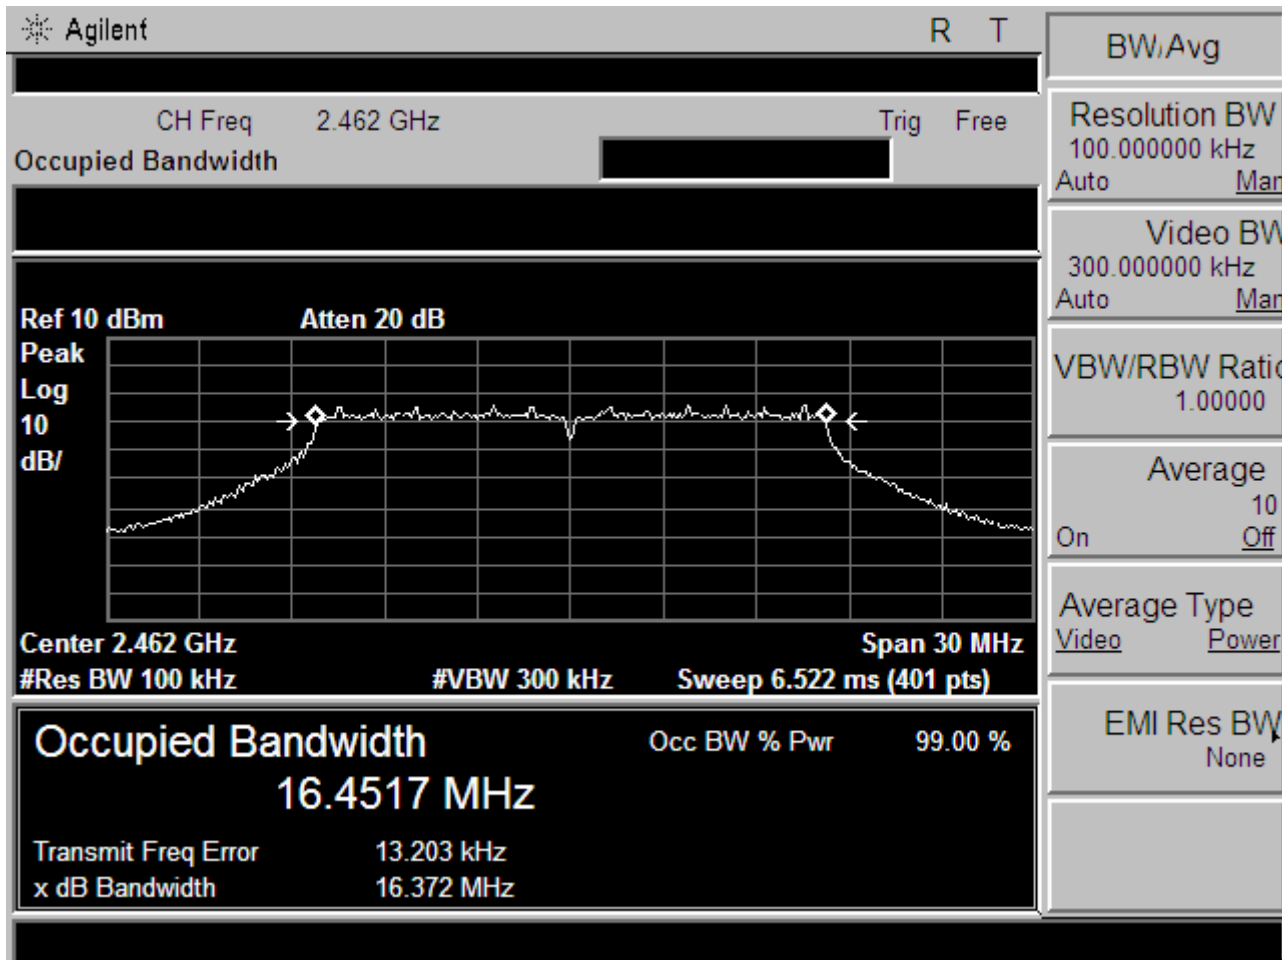 Agilent R T
BW/Avg
CH Freq 2.462 GHz Trig Free
Occupied Bandwidth
Resolution BW
100.000000 kHz
Auto Man
Video BW
300.000000 kHz
Auto Man
VBW/RBW Ratio
1.00000
Average
10
On Off
Average Type
Video Power
EMI Res BW
None
Ref 10 dBm Atten 20 dB
Peak
Log
10
dB/
Center 2.462 GHz Span 30 MHz
#Res BW 100 kHz #VBW 300 kHz Sweep 6.522 ms (401 pts)
Occupied Bandwidth Occ BW % Pwr 99.00 %
16.4517 MHz
Transmit Freq Error 13.203 kHz
x dB Bandwidth 16.372 MHz